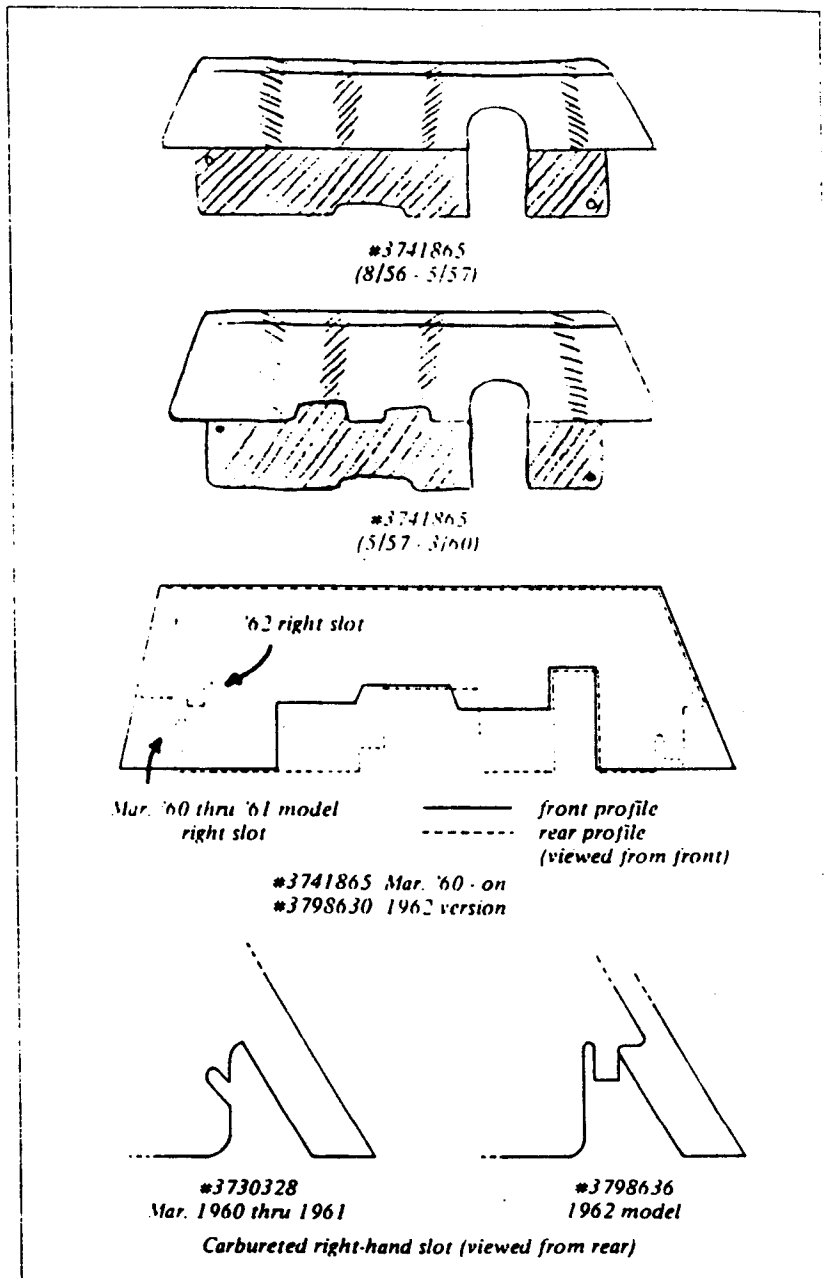 #3741865
(8/56 - 5/57)
#3741865
(5/57 - 3/60)
'62 right slot
Mar. '60 thru '61 model
right slot
front profile
rear profile
(viewed from front)
#3741865 Mar. '60 - on
#3798630 1962 version
#3730328
Mar. 1960 thru 1961
#3798636
1962 model
Carbureted right-hand slot (viewed from rear)